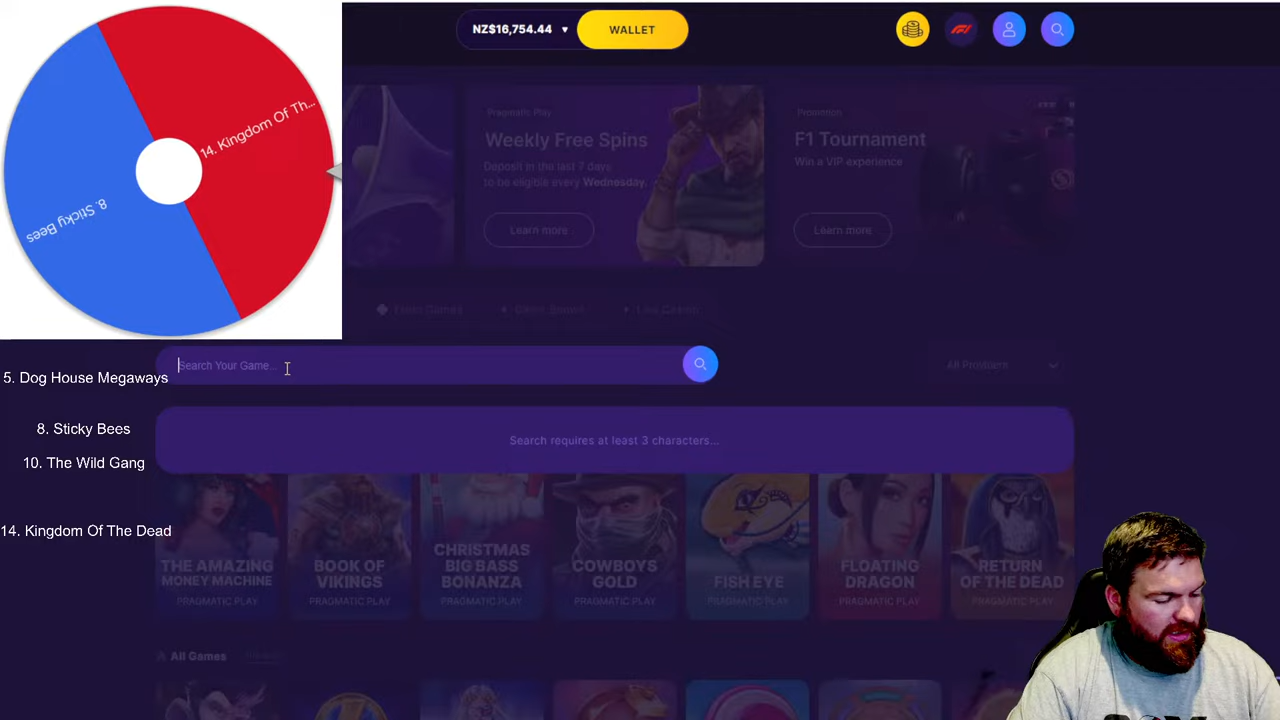 NZ$16,754.44
WALLET
14. Kingdom Of Th...
8. Sticky Bees
Pragmatic Play
Weekly Free Spins
Deposit in the last 7 days
to be eligible every Wednesday.
Learn more
Promotion
F1 Tournament
Win a VIP experience
Learn more
Search Your Game...
All Providers
5. Dog House Megaways
8. Sticky Bees
10. The Wild Gang
14. Kingdom Of The Dead
Search requires at least 3 characters...
THE AMAZING
MONEY MACHINE
PRAGMATIC PLAY
BOOK OF
VIKINGS
PRAGMATIC PLAY
CHRISTMAS
BIG BASS
BONANZA
PRAGMATIC PLAY
COWBOYS
GOLD
PRAGMATIC PLAY
FISH EYE
PRAGMATIC PLAY
FLOATING
DRAGON
PRAGMATIC PLAY
RETURN
OF THE DEAD
PRAGMATIC PLAY
All Games